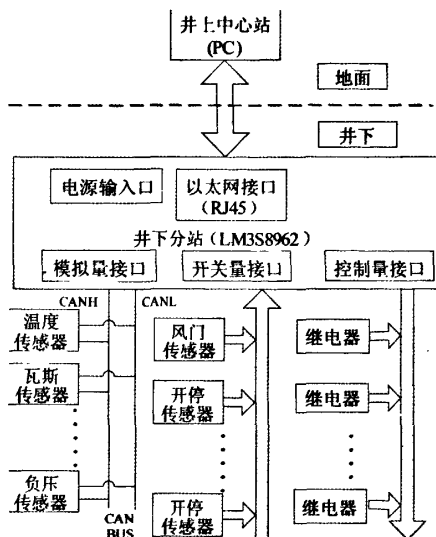 井上中心站
(PC)
地面
井下
电源输入口
以太网接口
(RJ45)
井下分站(LM3S8962)
模拟量接口
开关量接口
控制量接口
CANH
CANL
温度
传感器
风门
传感器
继电器
瓦斯
传感器
开停
传感器
继电器
负压
传感器
开停
传感器
继电器
CAN
BUS